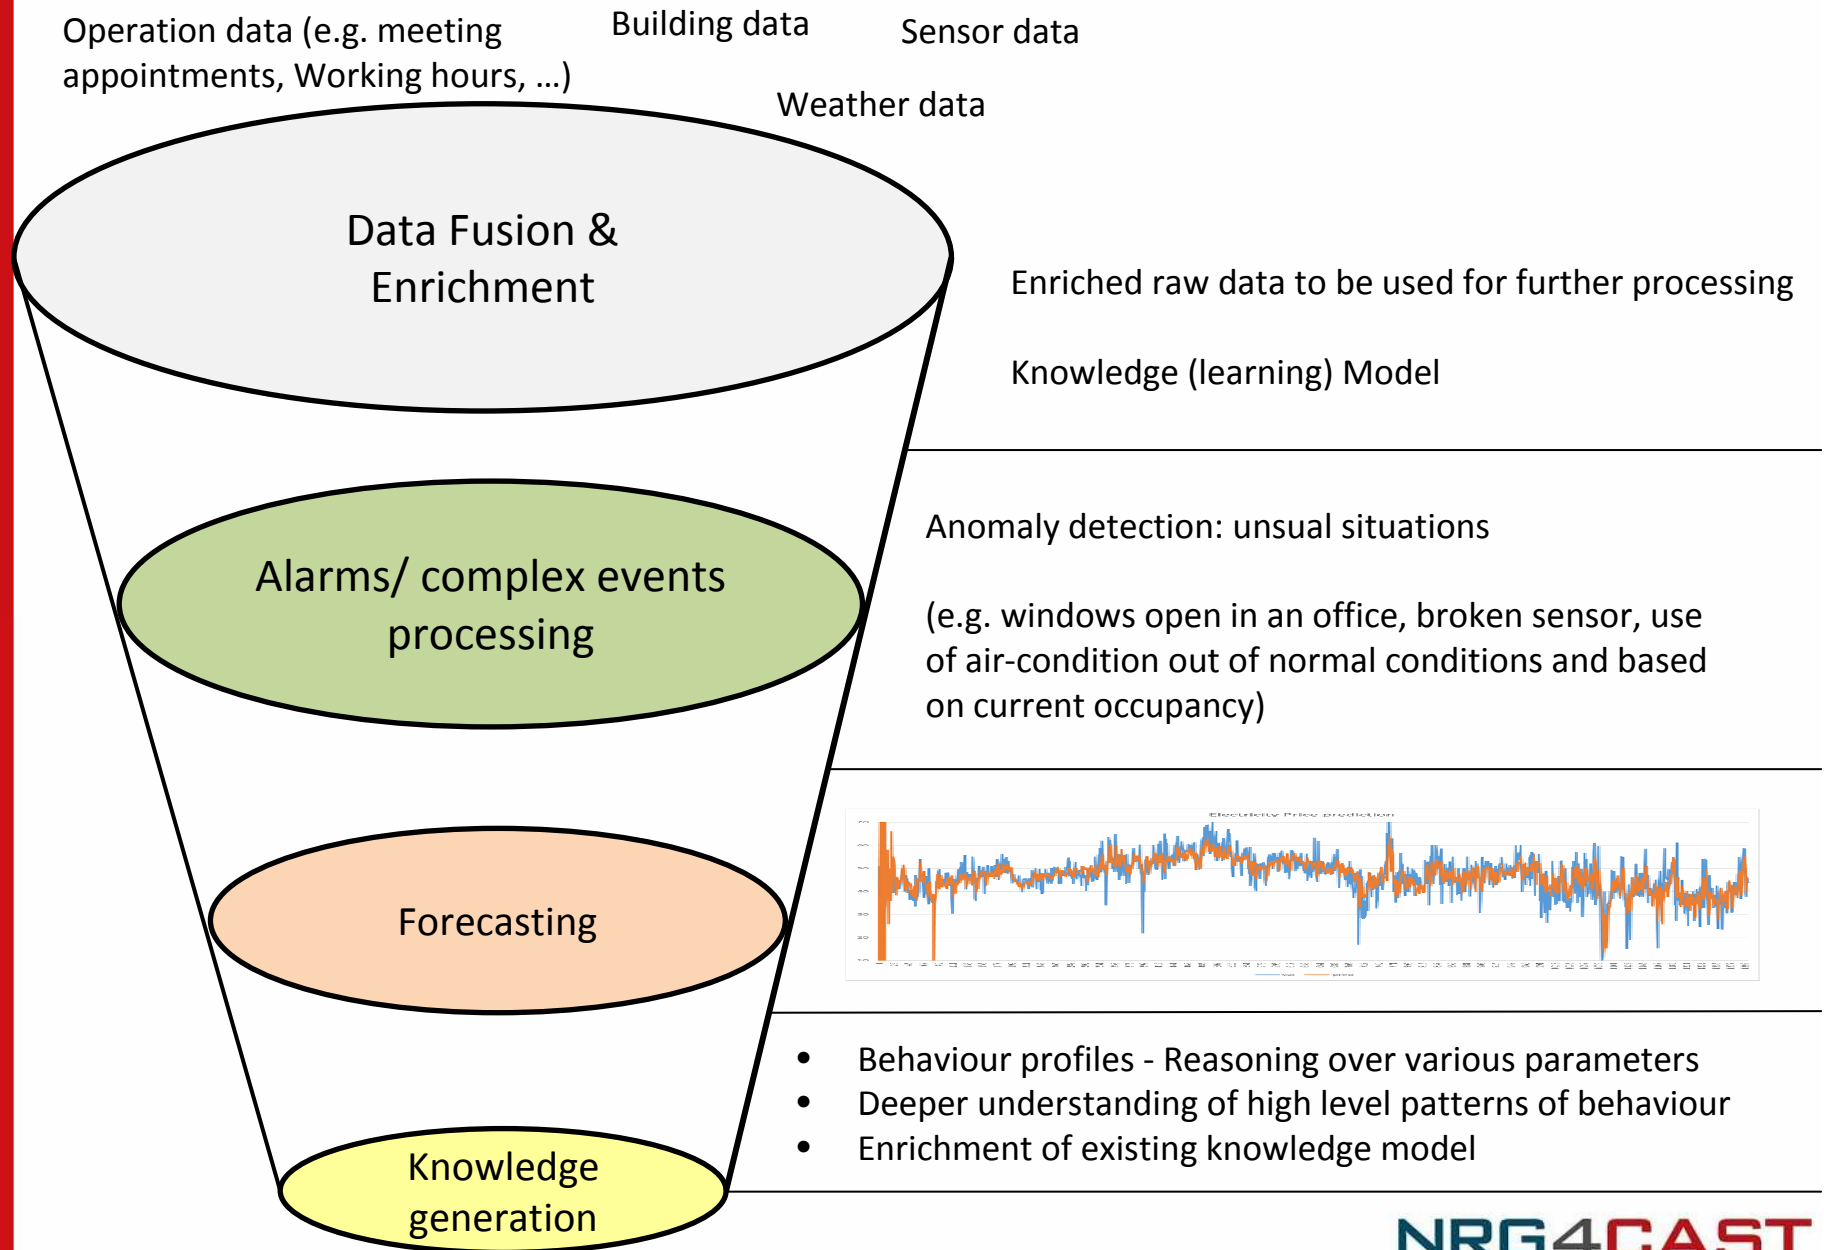 Operation data (e.g. meeting
appointments, Working hours, …)
Building data
Sensor data
Weather data
Data Fusion &
Enrichment
Enriched raw data to be used for further processing
Knowledge (learning) Model
Alarms/ complex events
processing
Anomaly detection: unsual situations
(e.g. windows open in an office, broken sensor, use
of air-condition out of normal conditions and based
on current occupancy)
Forecasting
Electricity Price prediction
• Behaviour profiles - Reasoning over various parameters
• Deeper understanding of high level patterns of behaviour
• Enrichment of existing knowledge model
Knowledge
generation
NRG4CAST